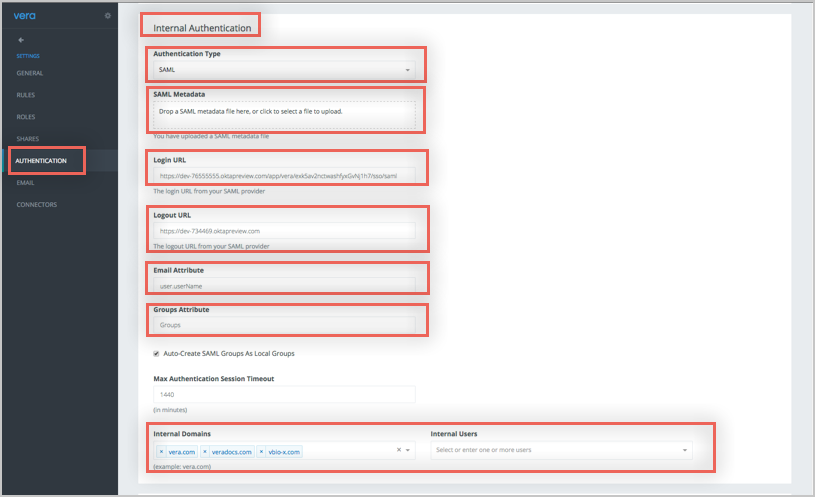 vera
SETTINGS
GENERAL
RULES
ROLES
SHARES
AUTHENTICATION
EMAIL
CONNECTORS
Internal Authentication
Authentication Type
SAML
SAML Metadata
Drop a SAML metadata file here, or click to select a file to upload.
You have uploaded a SAML metadata file
Login URL
https://dev-76555555.oktapreview.com/app/vera/exk5av2nctwashfyxGvNj1h7/sso/saml
The login URL from your SAML provider
Logout URL
https://dev-734469.oktapreview.com
The logout URL from your SAML provider
Email Attribute
user.userName
Groups Attribute
Groups
Auto-Create SAML Groups As Local Groups
Max Authentication Session Timeout
1440
(in minutes)
Internal Domains Internal Users
× vera.com × veradocs.com × vbio-x.com × Select or enter one or more users
(example: vera.com)